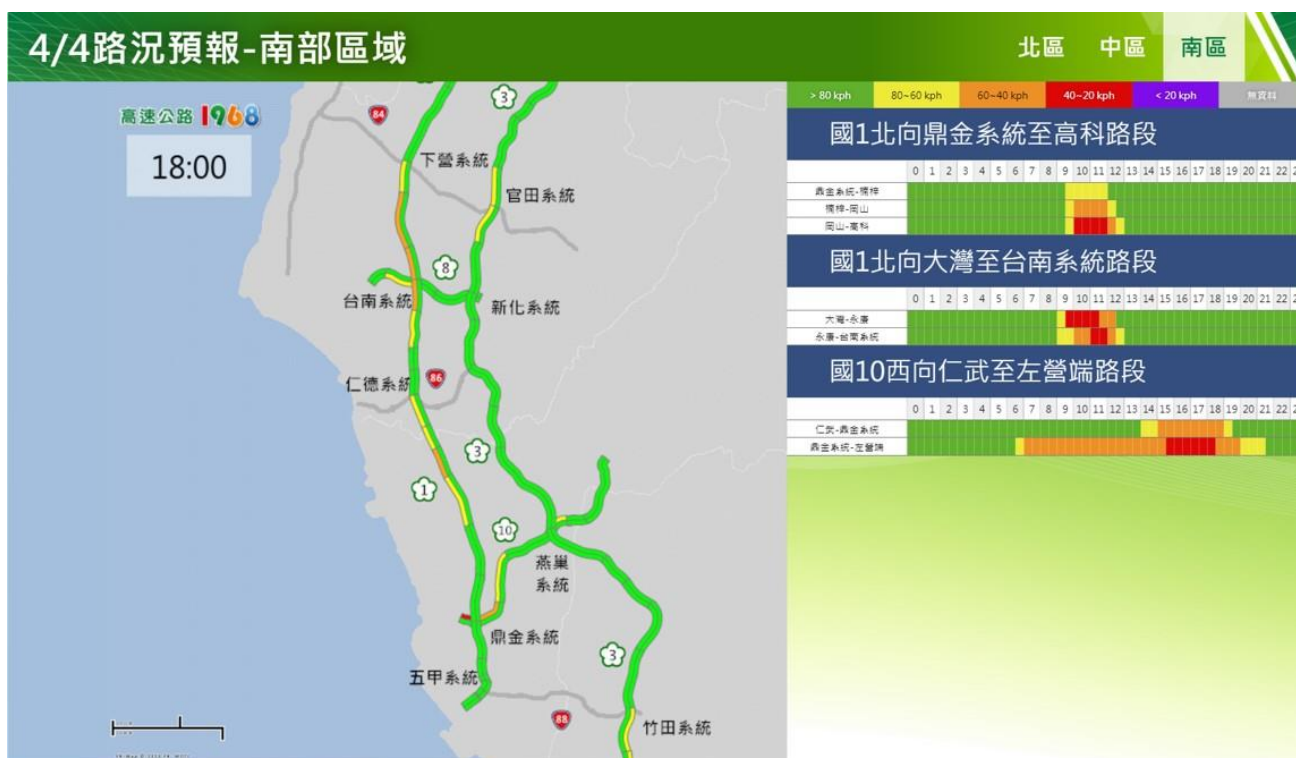 4/4路況預報-南部區域
北區 中區 南區
高速公路1968
18:00
3
84
下營系統
官田系統
8
台南系統
新化系統
仁德系統
86
3
1
10
燕巢
系統
鼎金系統
3
五甲系統
88
竹田系統
> 80 kph 80~60 kph 60~40 kph 40~20 kph < 20 kph 無資料
國1北向鼎金系統至高科路段
0 1 2 3 4 5 6 7 8 9 10 11 12 13 14 15 16 17 18 19 20 21 22
鼎金系統-楠梓
楠梓-岡山
岡山-高科
國1北向大灣至台南系統路段
0 1 2 3 4 5 6 7 8 9 10 11 12 13 14 15 16 17 18 19 20 21 22
大灣-永康
永康-台南系統
國10西向仁武至左營端路段
0 1 2 3 4 5 6 7 8 9 10 11 12 13 14 15 16 17 18 19 20 21 22
仁武-鼎金系統
鼎金系統-左營端